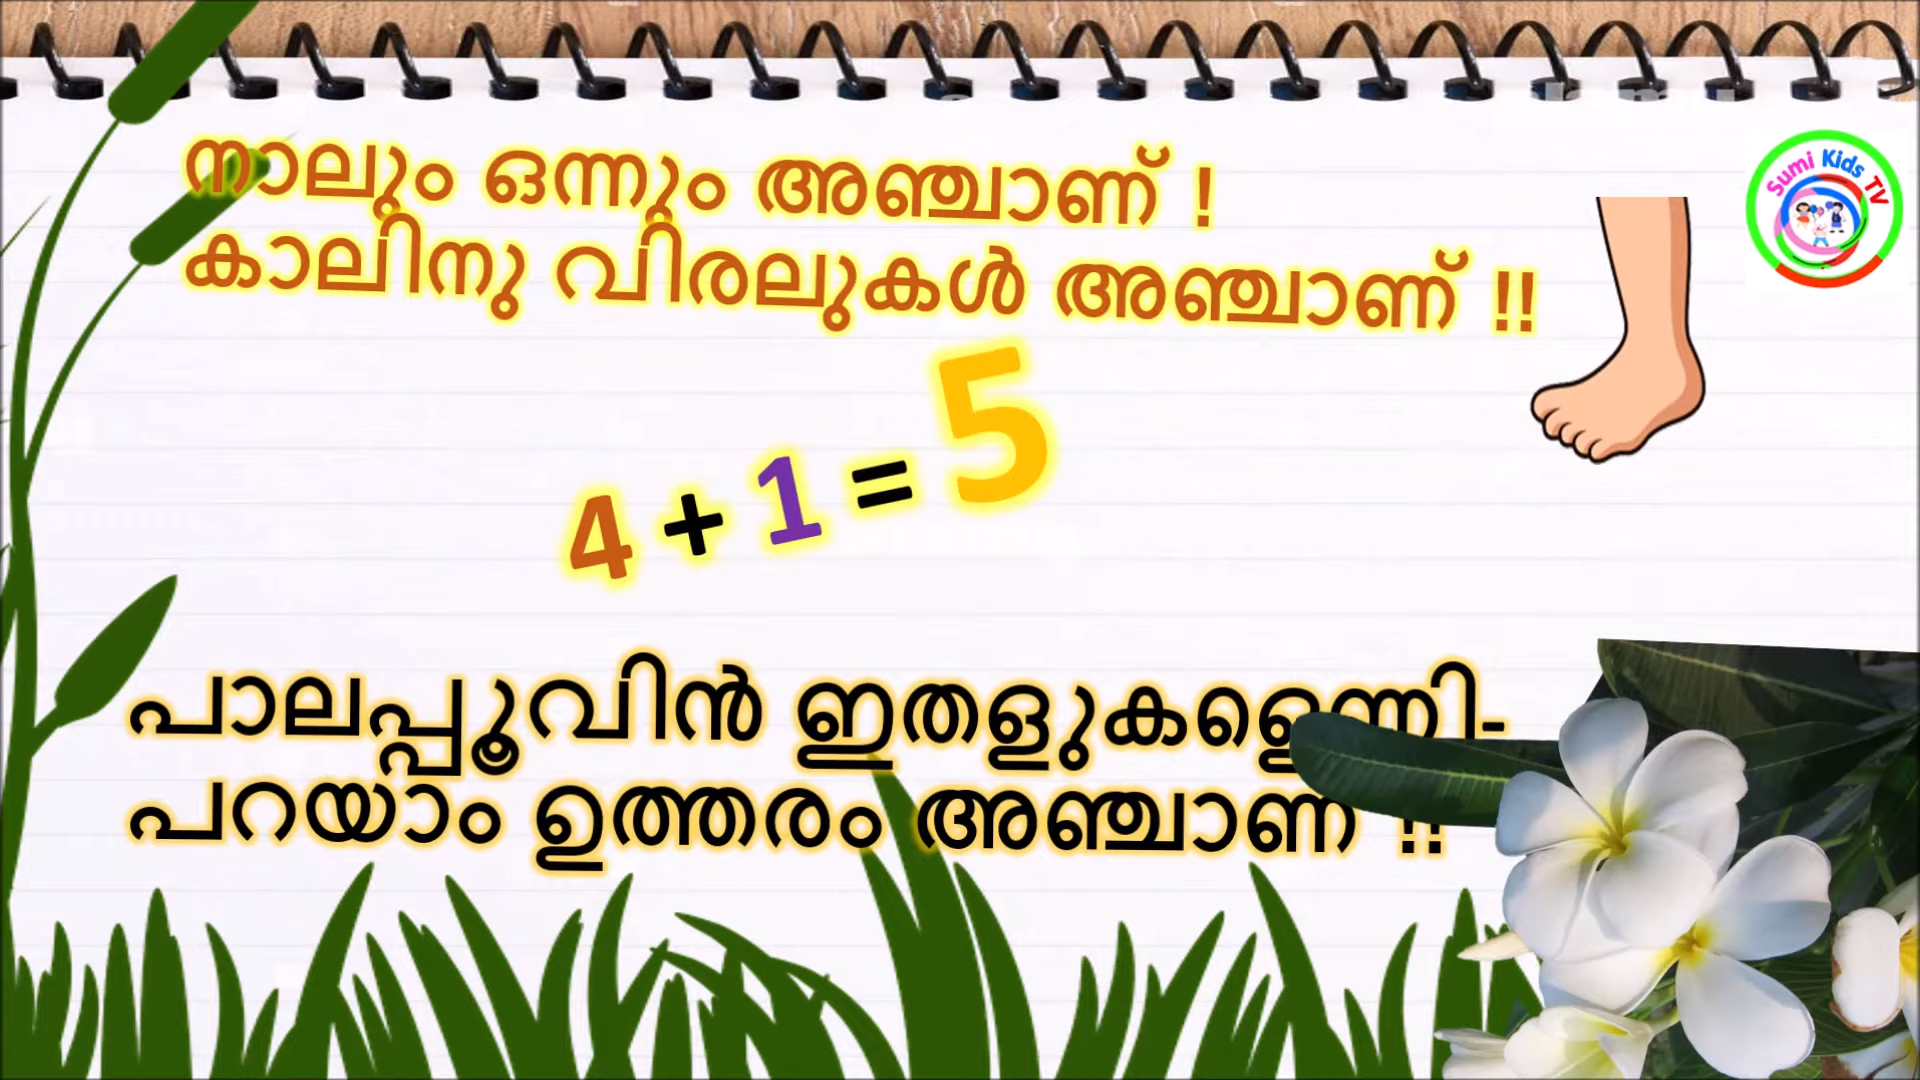 നാലും ഒന്നും അഞ്ചാണ് !
കാലിനു വിരലുകൾ അഞ്ചാണ് !!
4 + 1 = 5
പാലപ്പൂവിൻ ഇതളുകളെണ്ണി-
പറയാം ഉത്തരം അഞ്ചാണ് !!
Sumi Kids TV